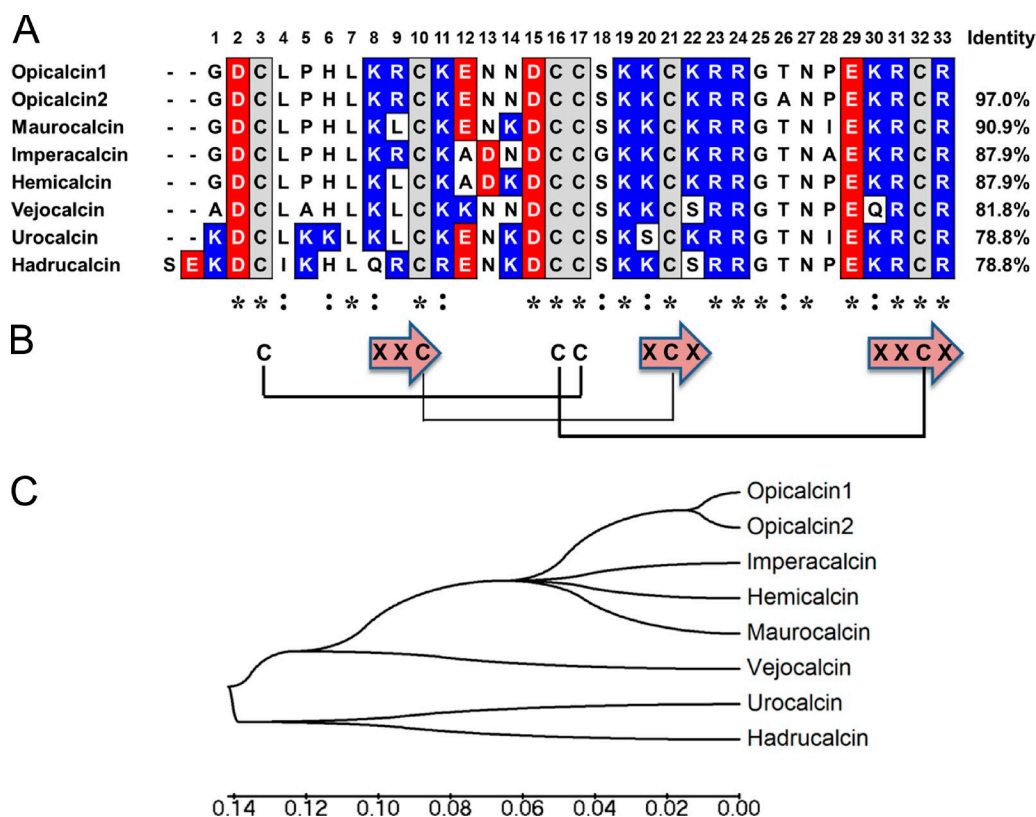 A
1 2 3 4 5 6 7 8 9 10 11 12 13 14 15 16 17 18 19 20 21 22 23 24 25 26 27 28 29 30 31 32 33 Identity
Opicalcin1 - - G D C L P H L K R C K E N N D C C S K K C K R R G T N P E K R C R
Opicalcin2 - - G D C L P H L K R C K E N N D C C S K K C K R R G A N P E K R C R 97.0%
Maurocalcin - - G D C L P H L K L C K E N K D C C S K K C K R R G T N I E K R C R 90.9%
Imperacalcin - - G D C L P H L K R C K A D N D C C G K K C K R R G T N A E K R C R 87.9%
Hemicalcin - - G D C L P H L K L C K A D K D C C S K K C K R R G T N P E K R C R 87.9%
Vejocalcin - - A D C L A H L K L C K K N N D C C S K K C S R R G T N P E Q R C R 81.8%
Urocalcin - - K D C L K K L K L C K E N K D C C S K S C K R R G T N I E K R C R 78.8%
Hadrucalcin S E K D C I K H L Q R C R E N K D C C S K K C S R R G T N P E K R C R 78.8%
* * : : * : * : * * * : * : * * * * : * * : * * *
B
C X X C C C X C X X X C X
C
Opicalcin1
Opicalcin2
Imperacalcin
Hemicalcin
Maurocalcin
Vejocalcin
Urocalcin
Hadrucalcin
0.14 0.12 0.10 0.08 0.06 0.04 0.02 0.00